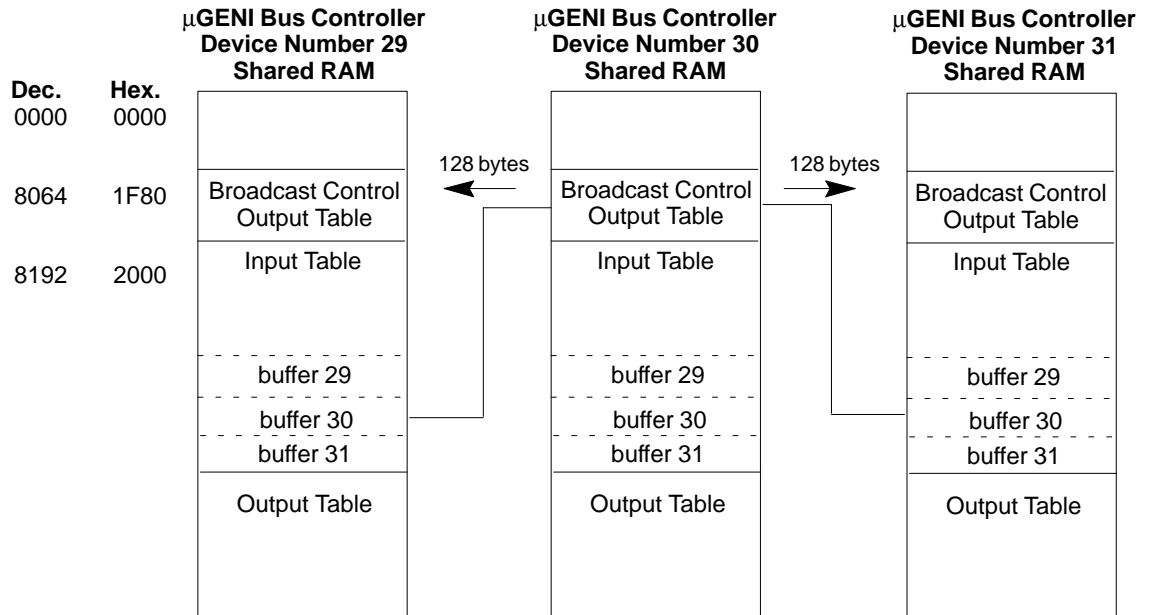 μGENI Bus Controller
Device Number 29
Shared RAM
μGENI Bus Controller
Device Number 30
Shared RAM
μGENI Bus Controller
Device Number 31
Shared RAM
Dec. Hex.
0000 0000
8064 1F80
8192 2000
Broadcast Control
Output Table
Input Table
buffer 29
buffer 30
buffer 31
Output Table
128 bytes
Broadcast Control
Output Table
Input Table
buffer 29
buffer 30
buffer 31
Output Table
128 bytes
Broadcast Control
Output Table
Input Table
buffer 29
buffer 30
buffer 31
Output Table